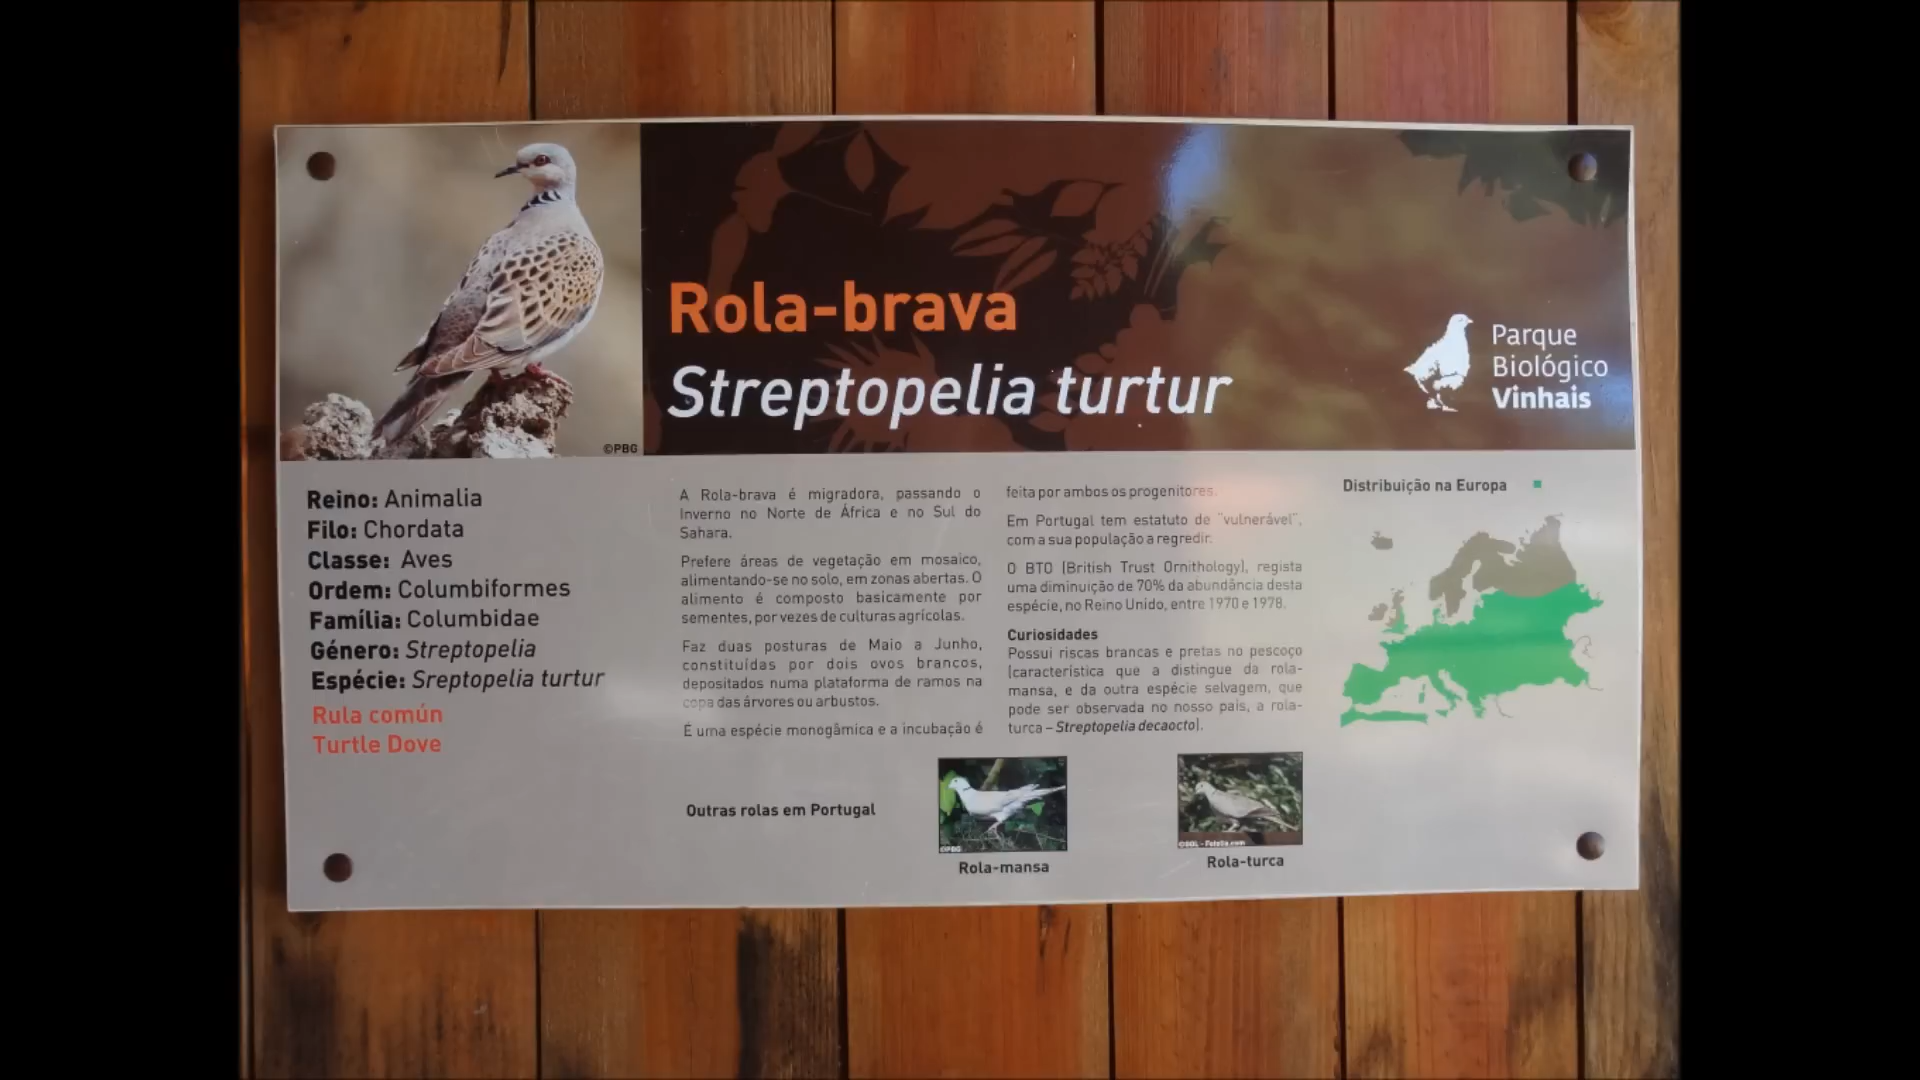 ©PBG
Rola-brava
Streptopelia turtur
Parque
Biológico
Vinhais
Reino: Animalia
Filo: Chordata
Classe: Aves
Ordem: Columbiformes
Família: Columbidae
Género: Streptopelia
Espécie: Sreptopelia turtur
Rula común
Turtle Dove
A Rola-brava é migradora, passando o
Inverno no Norte de África e no Sul do
Sahara.
Prefere áreas de vegetação em mosaico,
alimentando-se no solo, em zonas abertas. O
alimento é composto basicamente por
sementes, por vezes de culturas agrícolas.
Faz duas posturas de Maio a Junho,
constituídas por dois ovos brancos,
depositados numa plataforma de ramos na
copa das árvores ou arbustos.
É uma espécie monogâmica e a incubação é
feita por ambos os progenitores.
Em Portugal tem estatuto de "vulnerável",
com a sua população a regredir.
O BTO (British Trust Ornithology), regista
uma diminuição de 70% da abundância desta
espécie, no Reino Unido, entre 1970 e 1978.
Curiosidades
Possui riscas brancas e pretas no pescoço
(característica que a distingue da rola-
mansa, e da outra espécie selvagem, que
pode ser observada no nosso país, a rola-
turca – Streptopelia decaocto).
Distribuição na Europa
Outras rolas em Portugal
©PBG
Rola-mansa
©DGL - Fotolia.com
Rola-turca